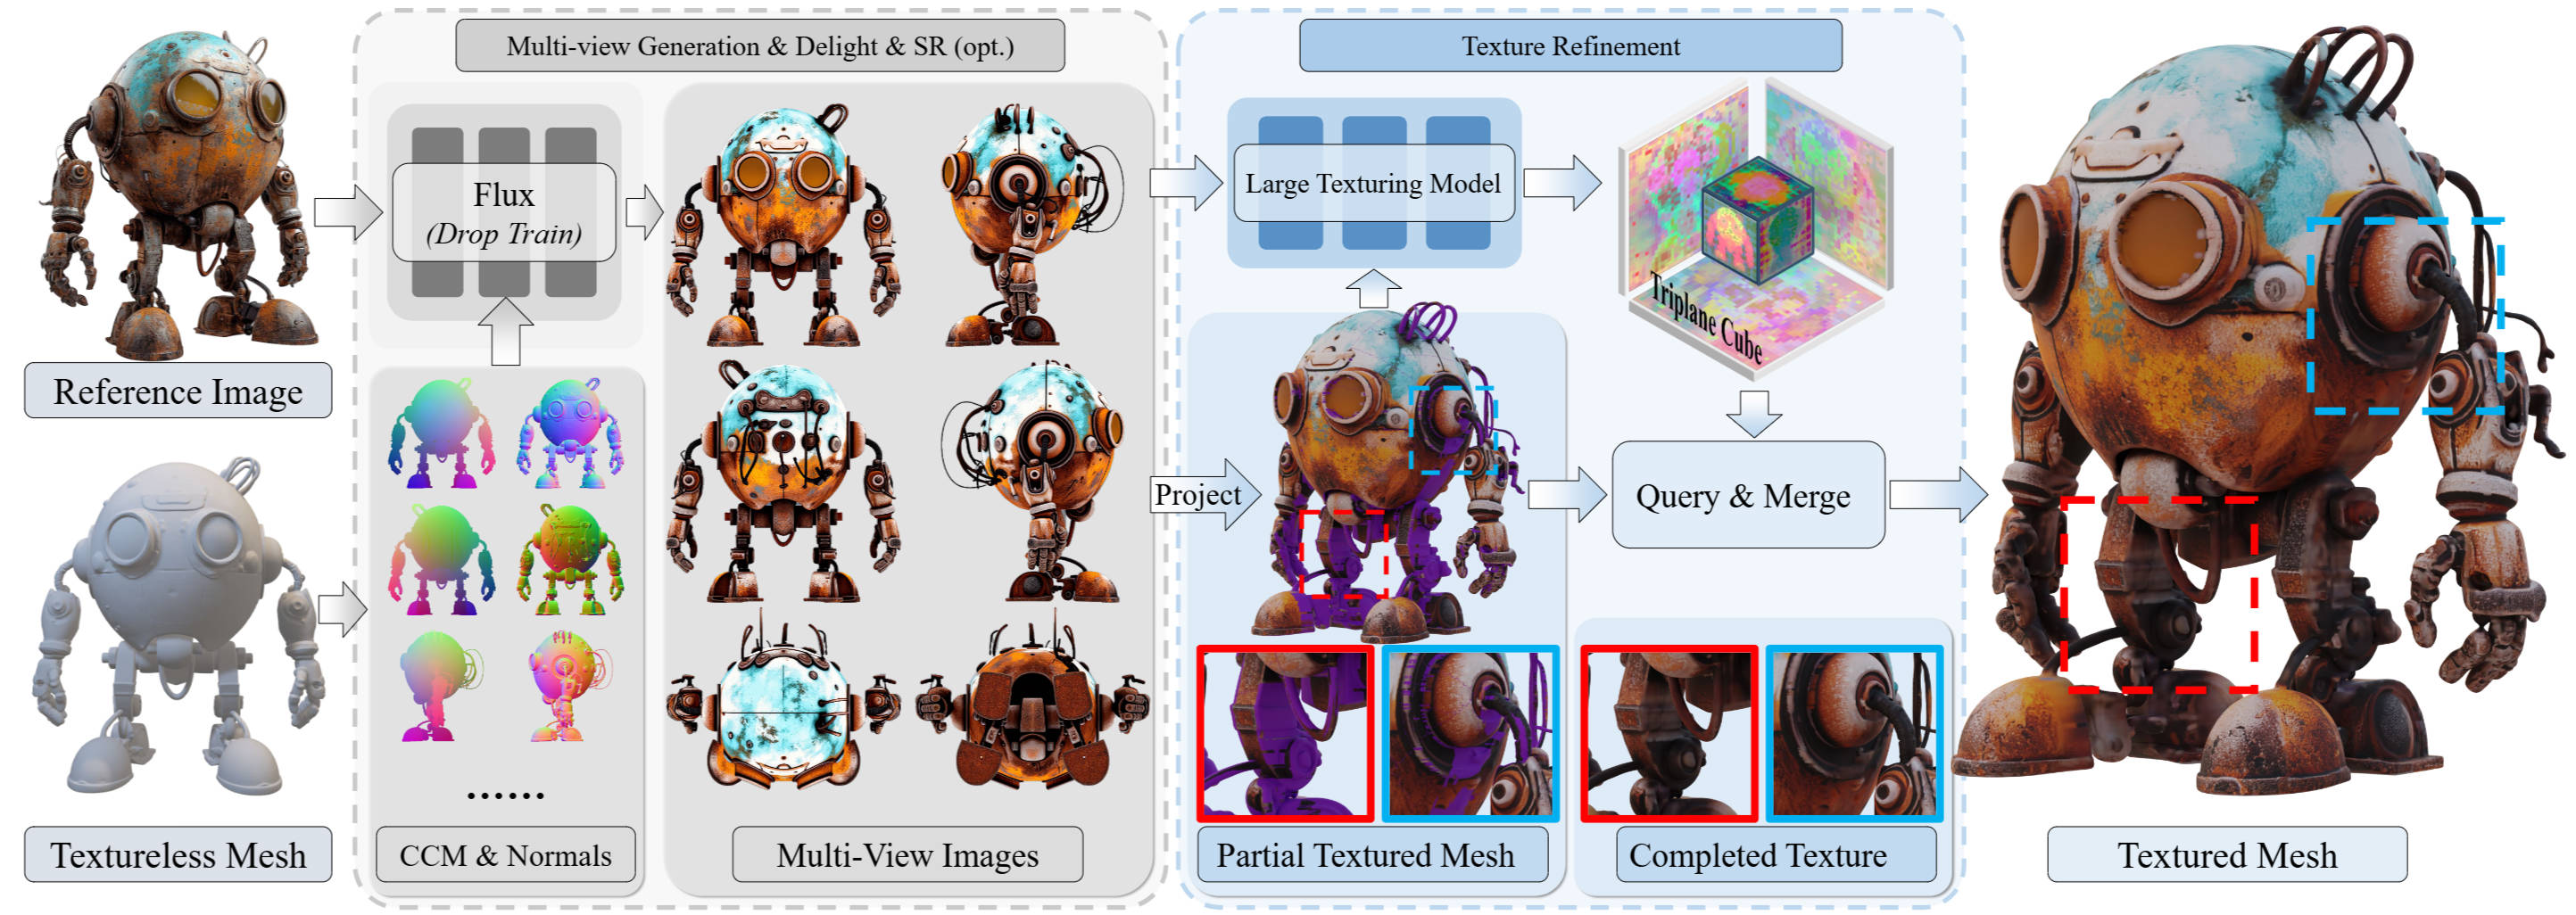 Multi-view Generation & Delight & SR (opt.)
Texture Refinement
Flux
(Drop Train)
Large Texturing Model
Triplane Cube
Reference Image
Project
Query & Merge
......
Textureless Mesh
CCM & Normals
Multi-View Images
Partial Textured Mesh
Completed Texture
Textured Mesh